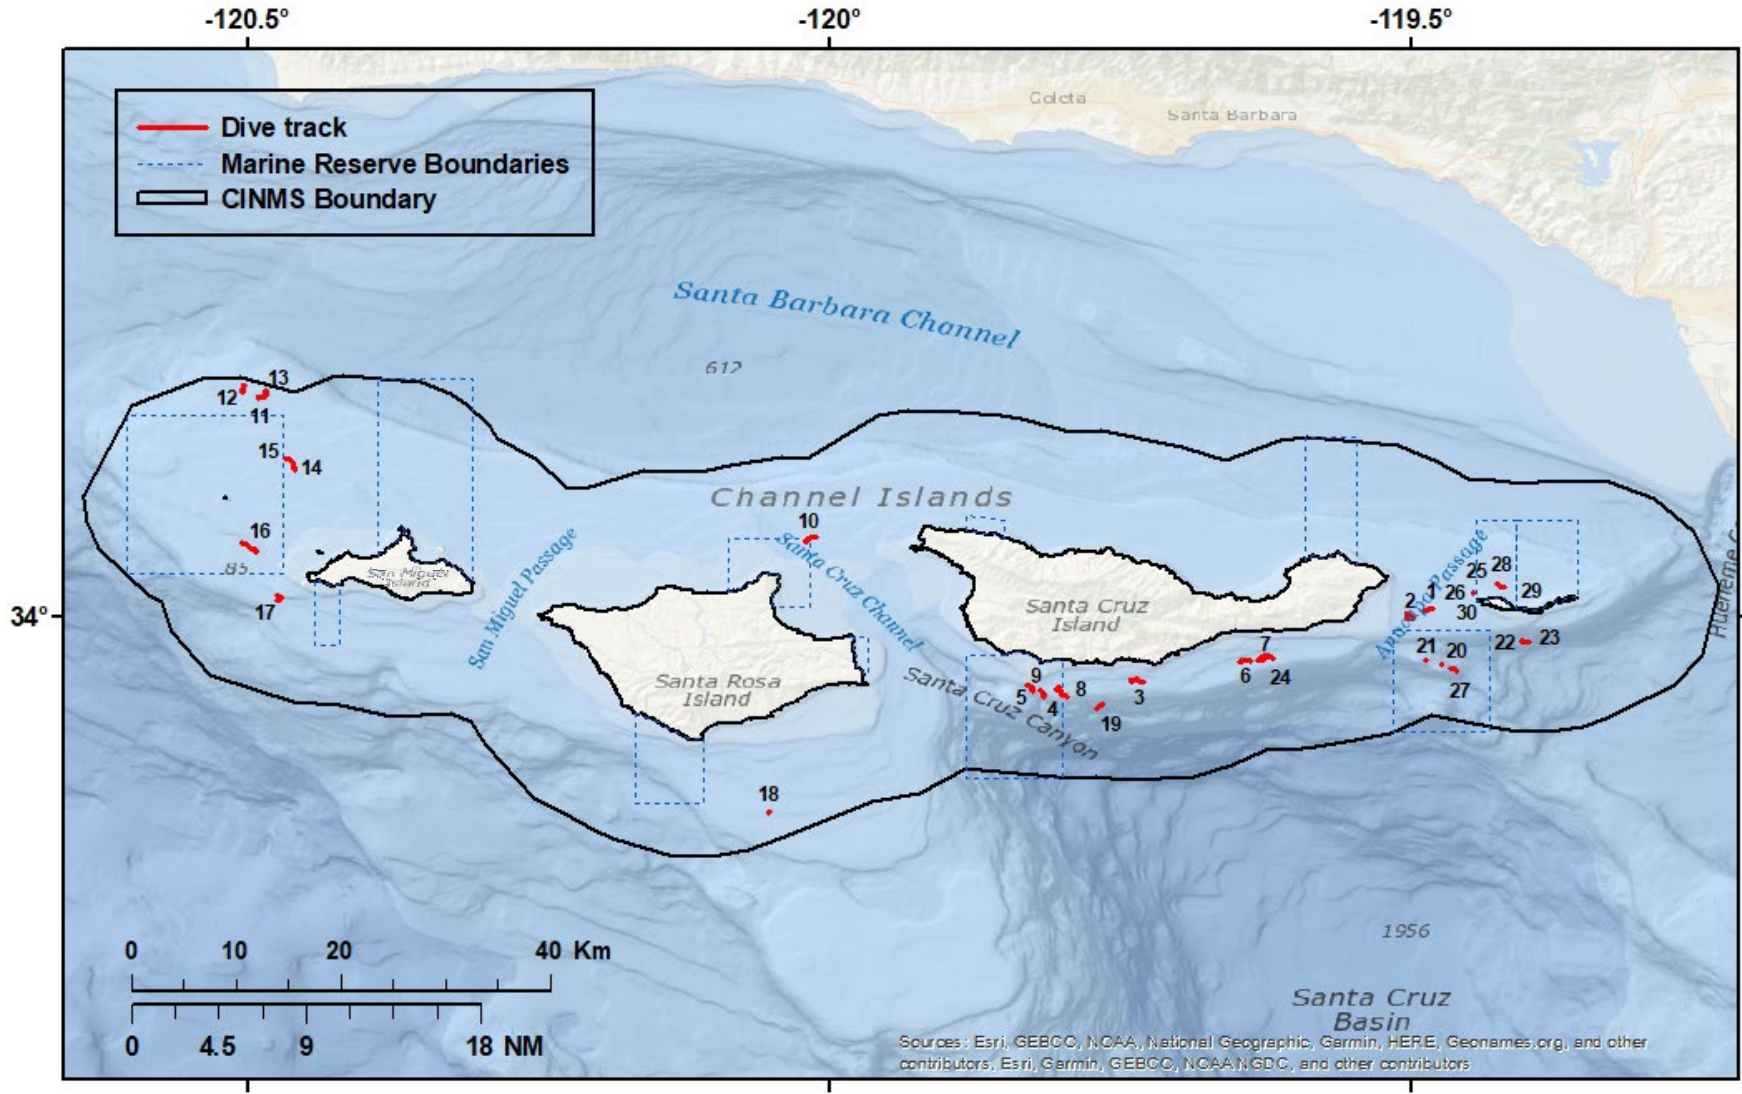 -120.5°
-120°
-119.5°
Dive track
Marine Reserve Boundaries
CINMS Boundary
Goleta
Santa Barbara
Santa Barbara Channel
612
13
12
11
15
14
Channel Islands
16
10
85
San Miguel
Island
17
San Miguel Passage
Santa Cruz Channel
34°
Santa Cruz
Island
Santa Rosa
Island
Santa Cruz Canyon
Passage
25
28
2
1
26
29
30
7
21
20
22
23
9
8
6
24
5
4
3
27
19
18
0
10
20
40 Km
0
4.5
9
18 NM
1956
Santa Cruz
Basin
Sources: Esri, GEBCO, NOAA, National Geographic, Garmin, HERE, Geonames.org, and other
contributors, Esri, Garmin, GEBCO, NOAA NGDC, and other contributors